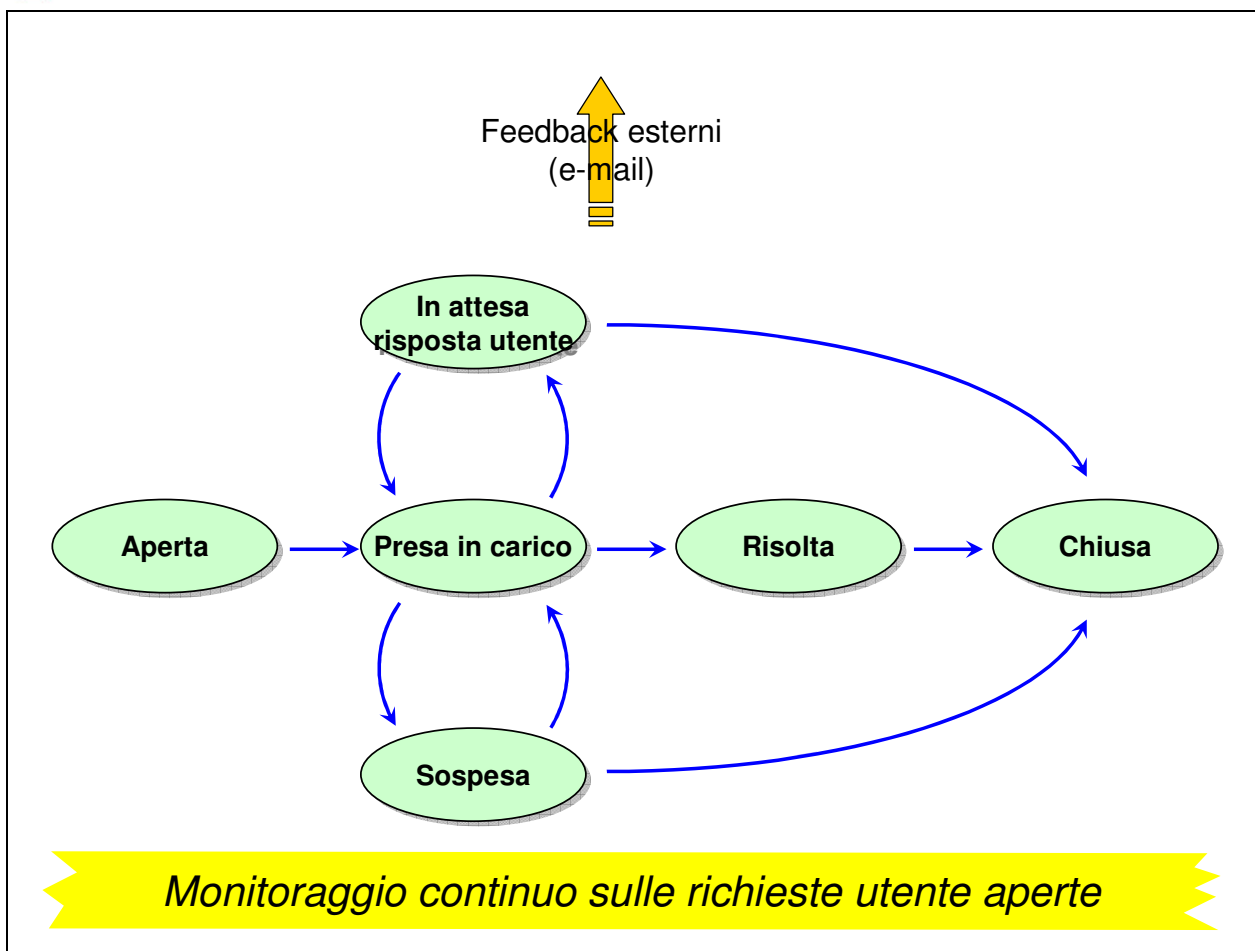 Feedback esterni
(e-mail)
In attesa
risposta utente
Aperta
Presa in carico
Risolta
Chiusa
Sospesa
Monitoraggio continuo sulle richieste utente aperte